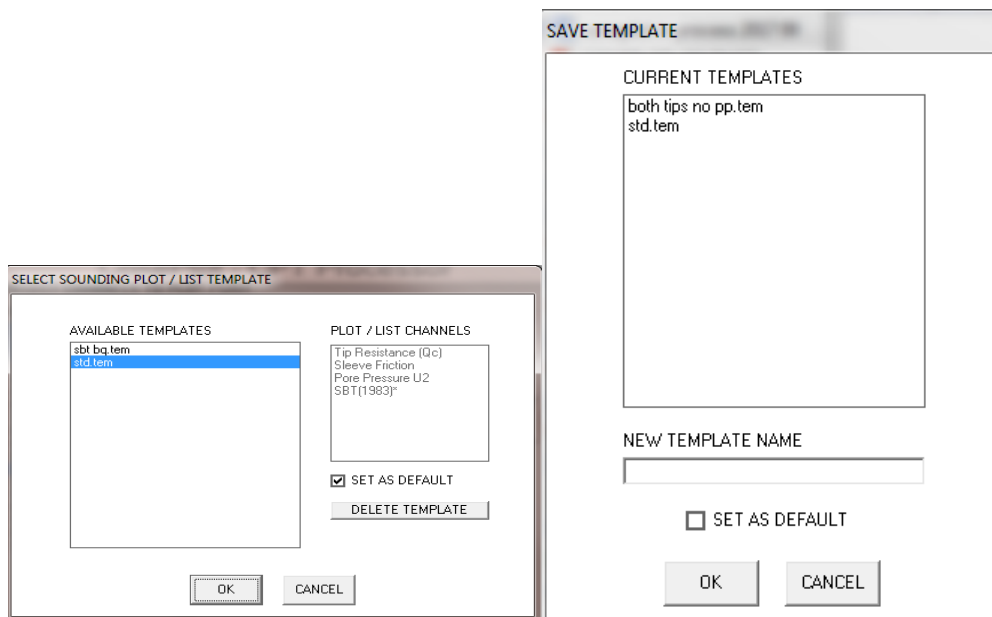 SELECT SOUNDING PLOT / LIST TEMPLATE
AVAILABLE TEMPLATES
sbt bq.tem
std.tem
PLOT / LIST CHANNELS
Tip Resistance (Qc)
Sleeve Friction
Pore Pressure U2
SBT(1983)*
SET AS DEFAULT
DELETE TEMPLATE
OK
CANCEL
SAVE TEMPLATE
CURRENT TEMPLATES
both tips no pp.tem
std.tem
NEW TEMPLATE NAME
SET AS DEFAULT
OK
CANCEL